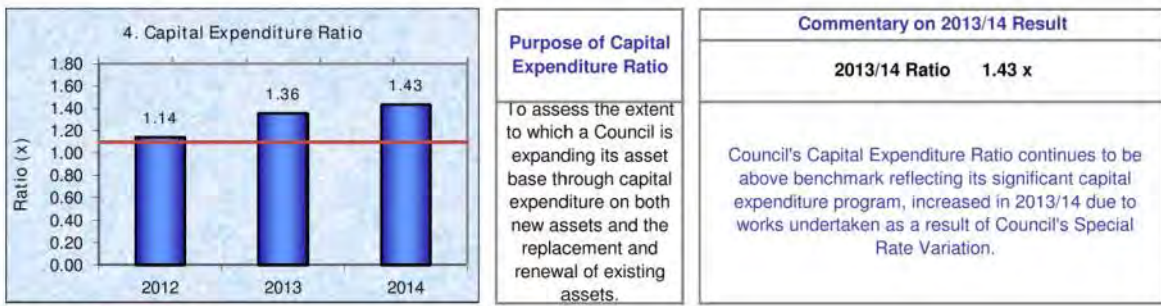 4. Capital Expenditure Ratio
1.80
1.60
1.40
1.20
1.00
0.80
0.60
0.40
0.20
0.00
Ratio (x)
1.14
1.36
1.43
2012
2013
2014
Purpose of Capital
Expenditure Ratio
To assess the extent
to which a Council is
expanding its asset
base through capital
expenditure on both
new assets and the
replacement and
renewal of existing
assets.
Commentary on 2013/14 Result
2013/14 Ratio 1.43 x
Council's Capital Expenditure Ratio continues to be
above benchmark reflecting its significant capital
expenditure program, increased in 2013/14 due to
works undertaken as a result of Council's Special
Rate Variation.